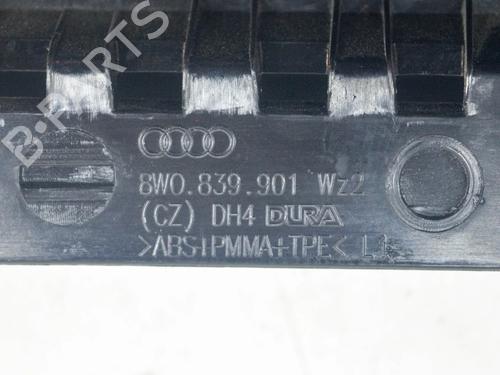 B-PARTS
8W0.839.901 Wz2
(CZ) DH4 DURA
>ABS+PMMA+TPE<